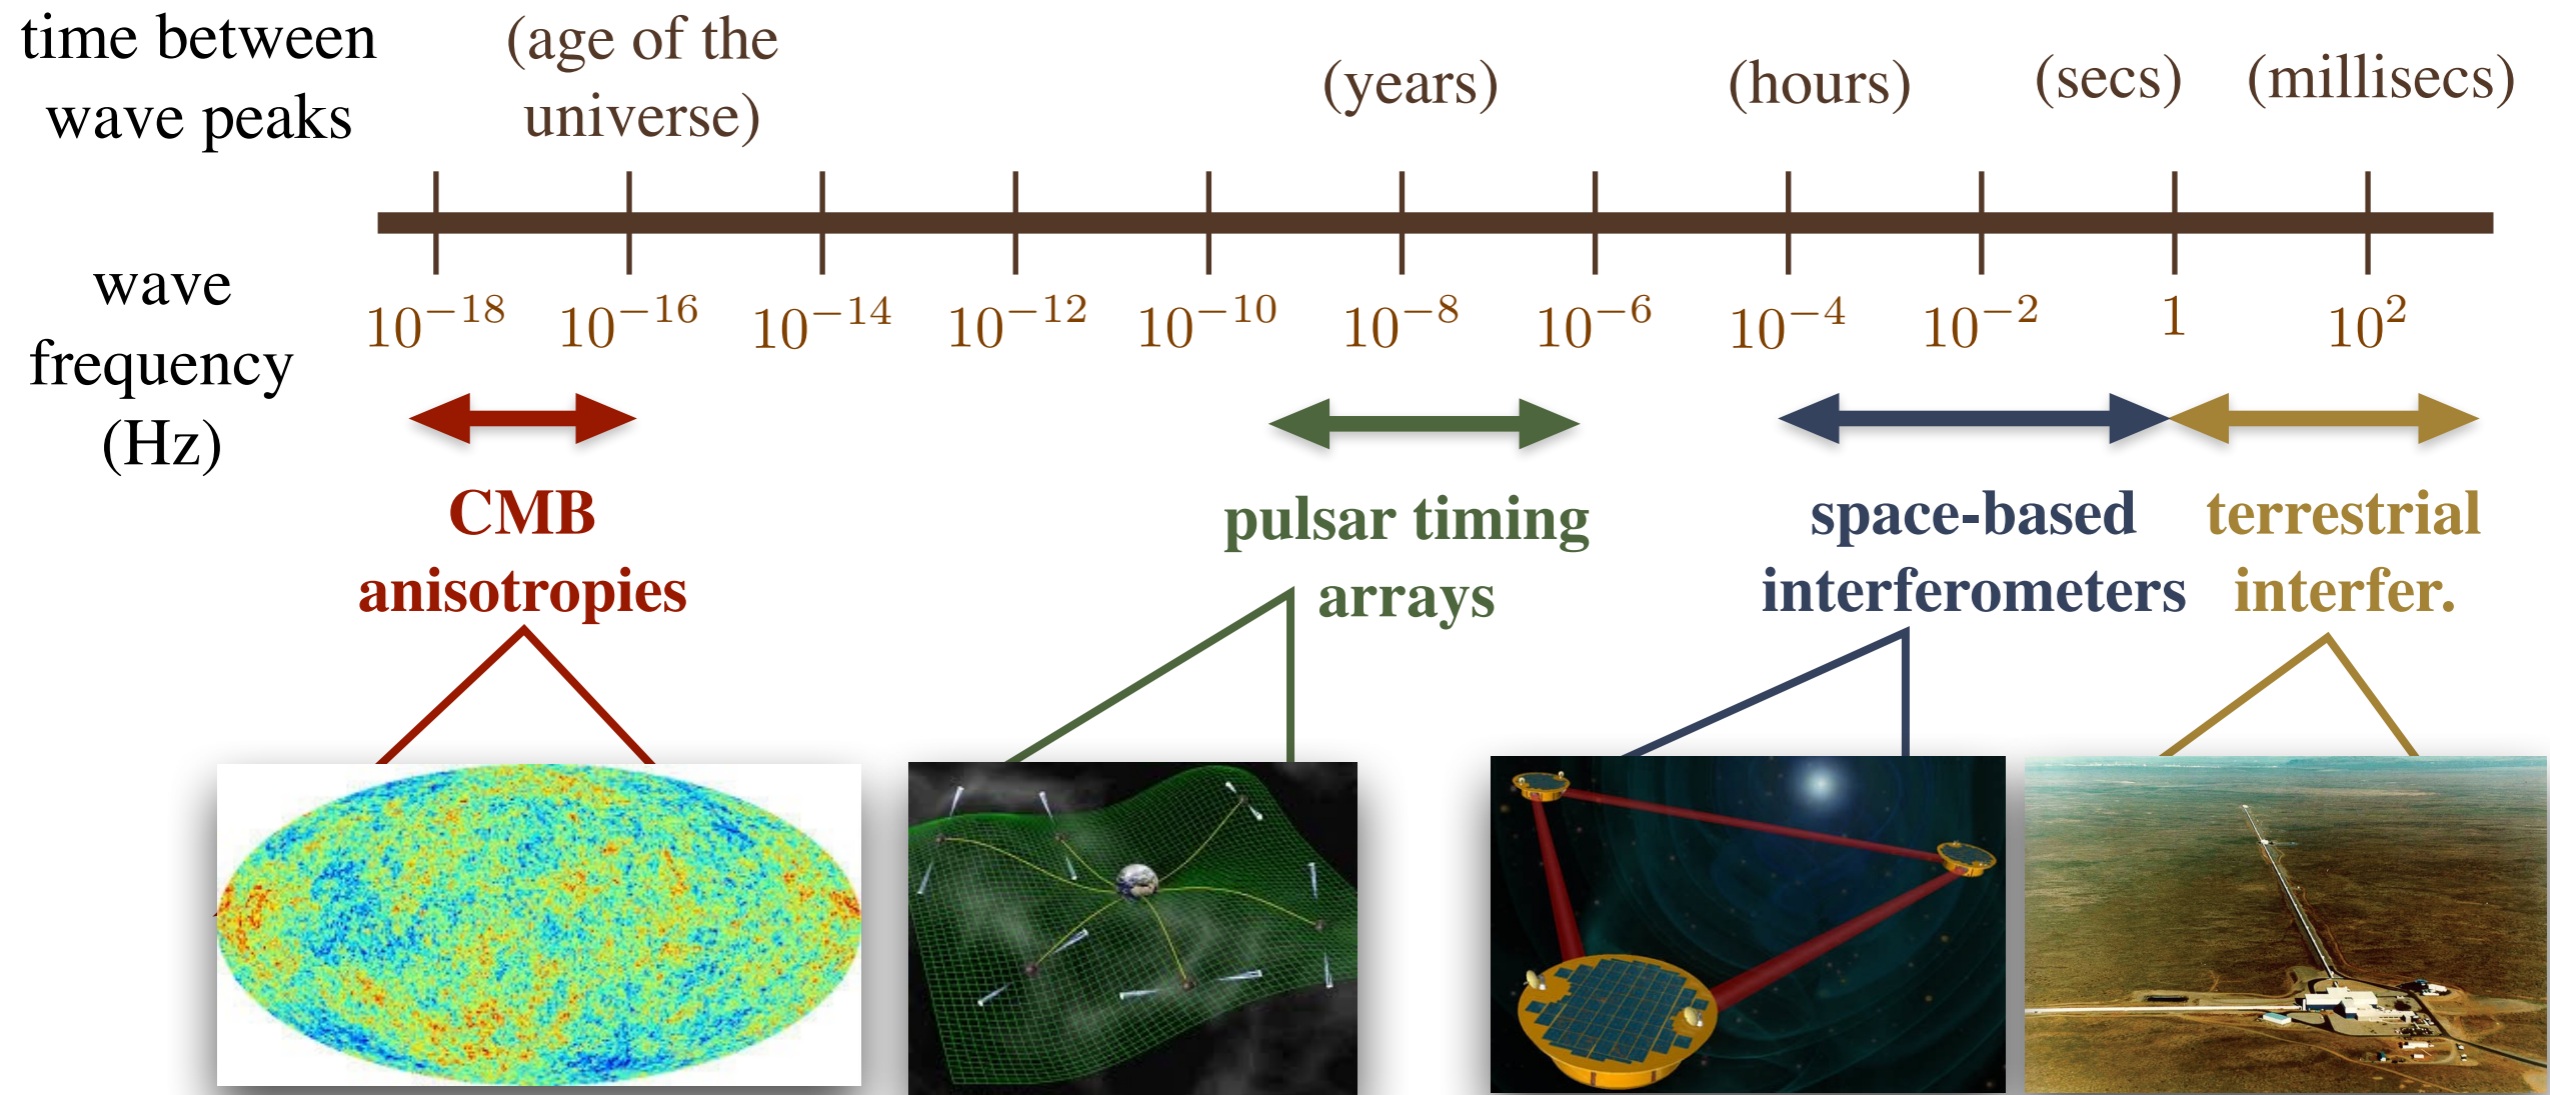 time between
wave peaks
(age of the
universe)
(years)
(hours)
(secs)
(millisecs)
wave
frequency
(Hz)
10⁻¹⁸ 10⁻¹⁶ 10⁻¹⁴ 10⁻¹² 10⁻¹⁰ 10⁻⁸ 10⁻⁶ 10⁻⁴ 10⁻² 1 10²
CMB
anisotropies
pulsar timing
arrays
space-based
interferometers
terrestrial
interfer.